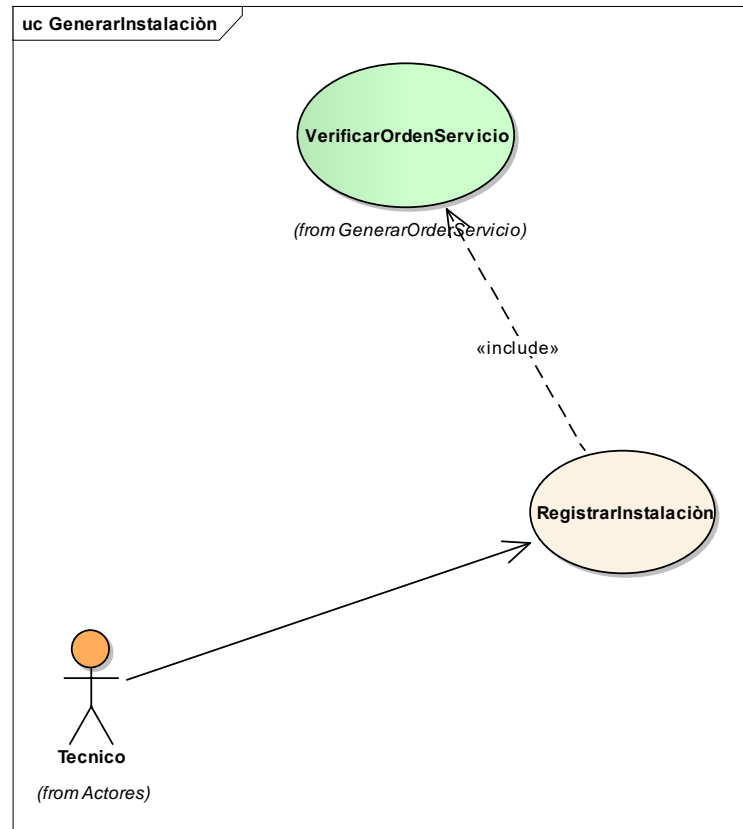 uc GenerarInstalaciòn
VerificarOrdenServicio
(from GenerarOrderServicio)
«include»
RegistrarInstalaciòn
Tecnico
(from Actores)